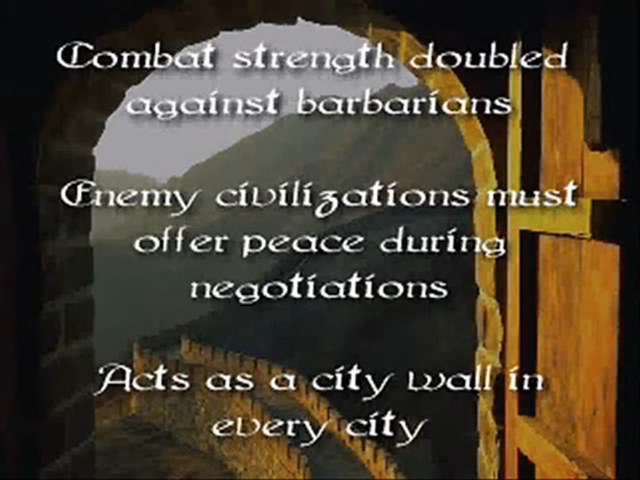 Combat strength doubled
against barbarians
Enemy civilizations must
offer peace during
negotiations
Acts as a city wall in
every city